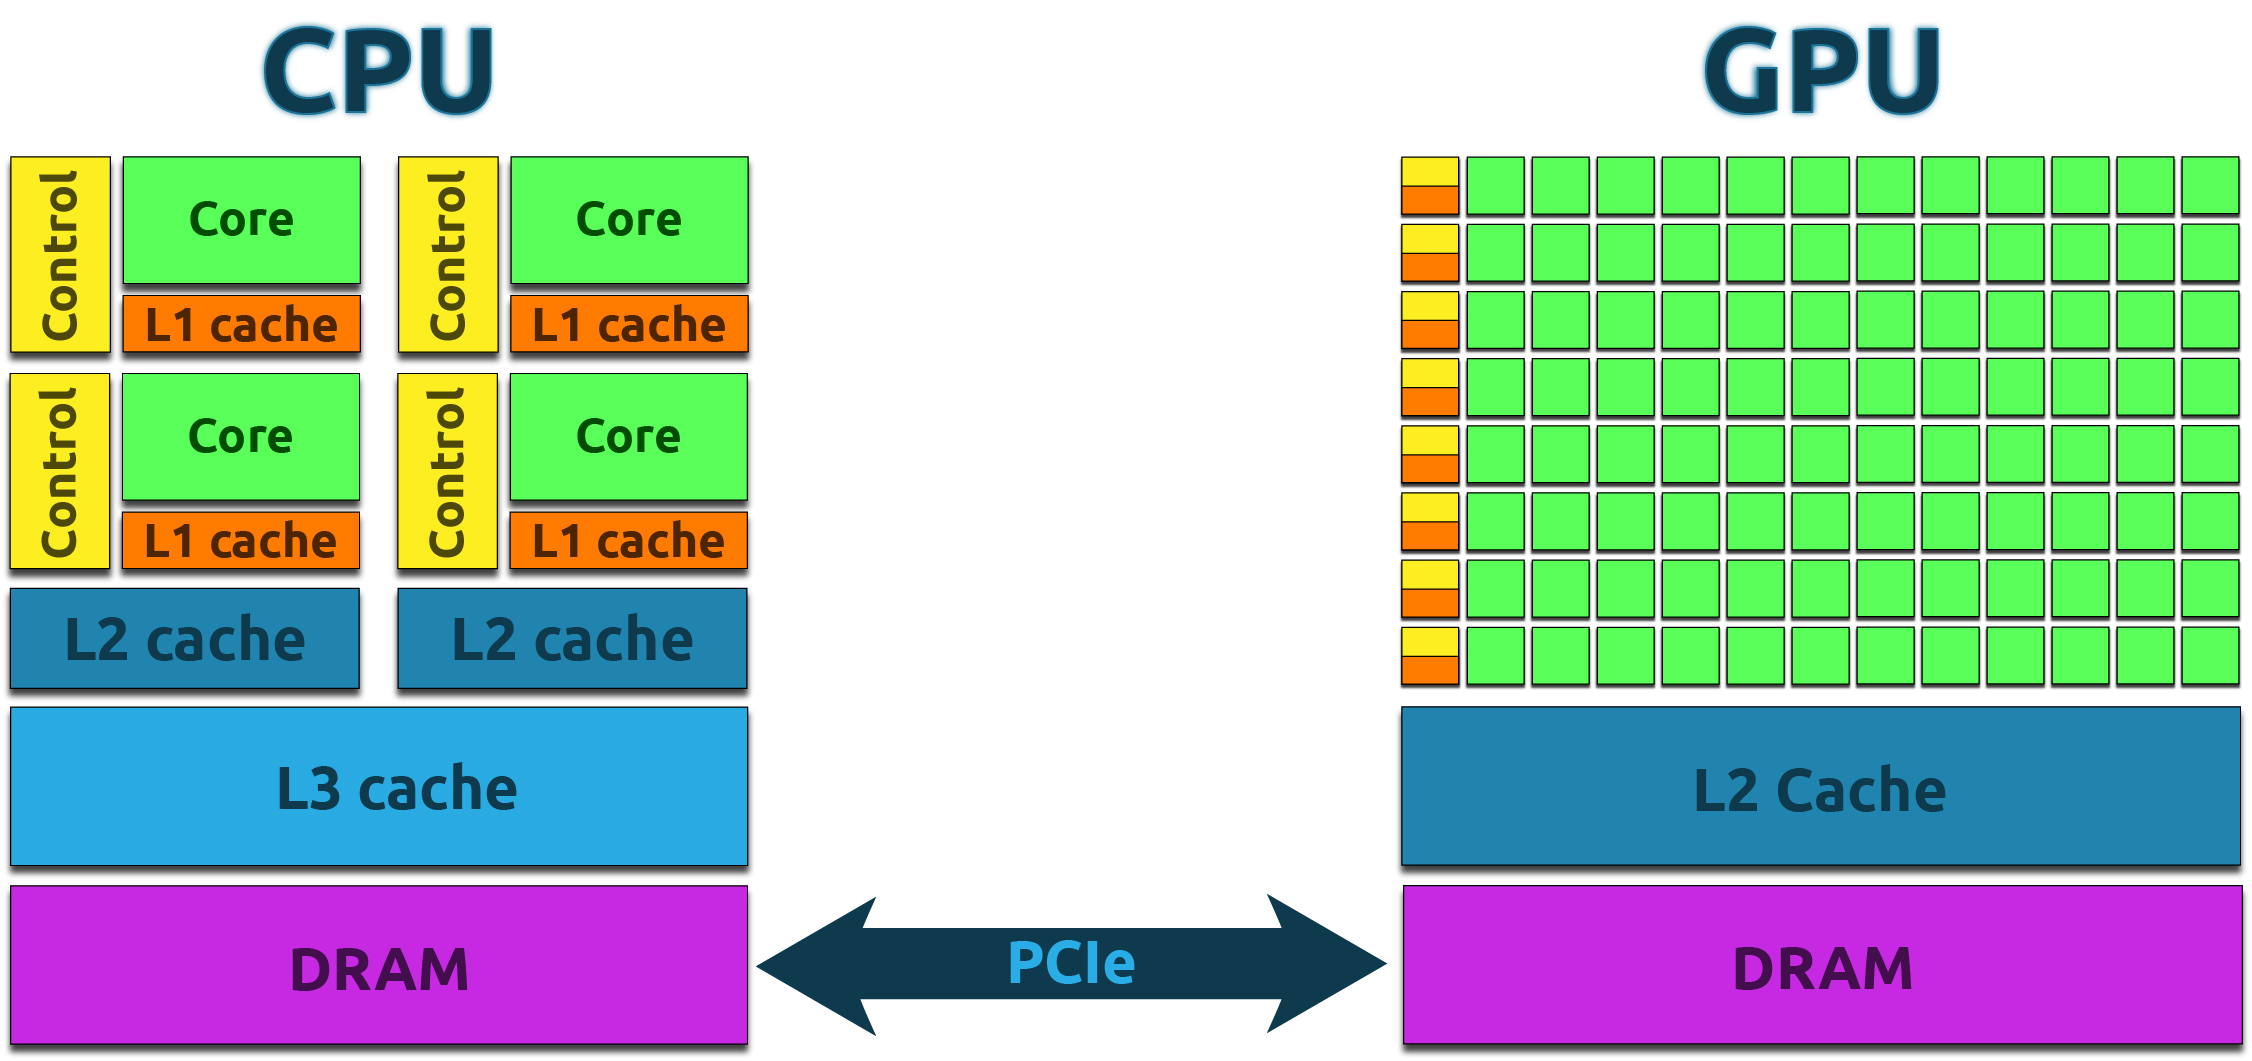 CPU
GPU
Control
Core
L1 cache
Control
Core
L1 cache
Control
Core
L1 cache
Control
Core
L1 cache
L2 cache
L2 cache
L3 cache
DRAM
PCIe
L2 Cache
DRAM